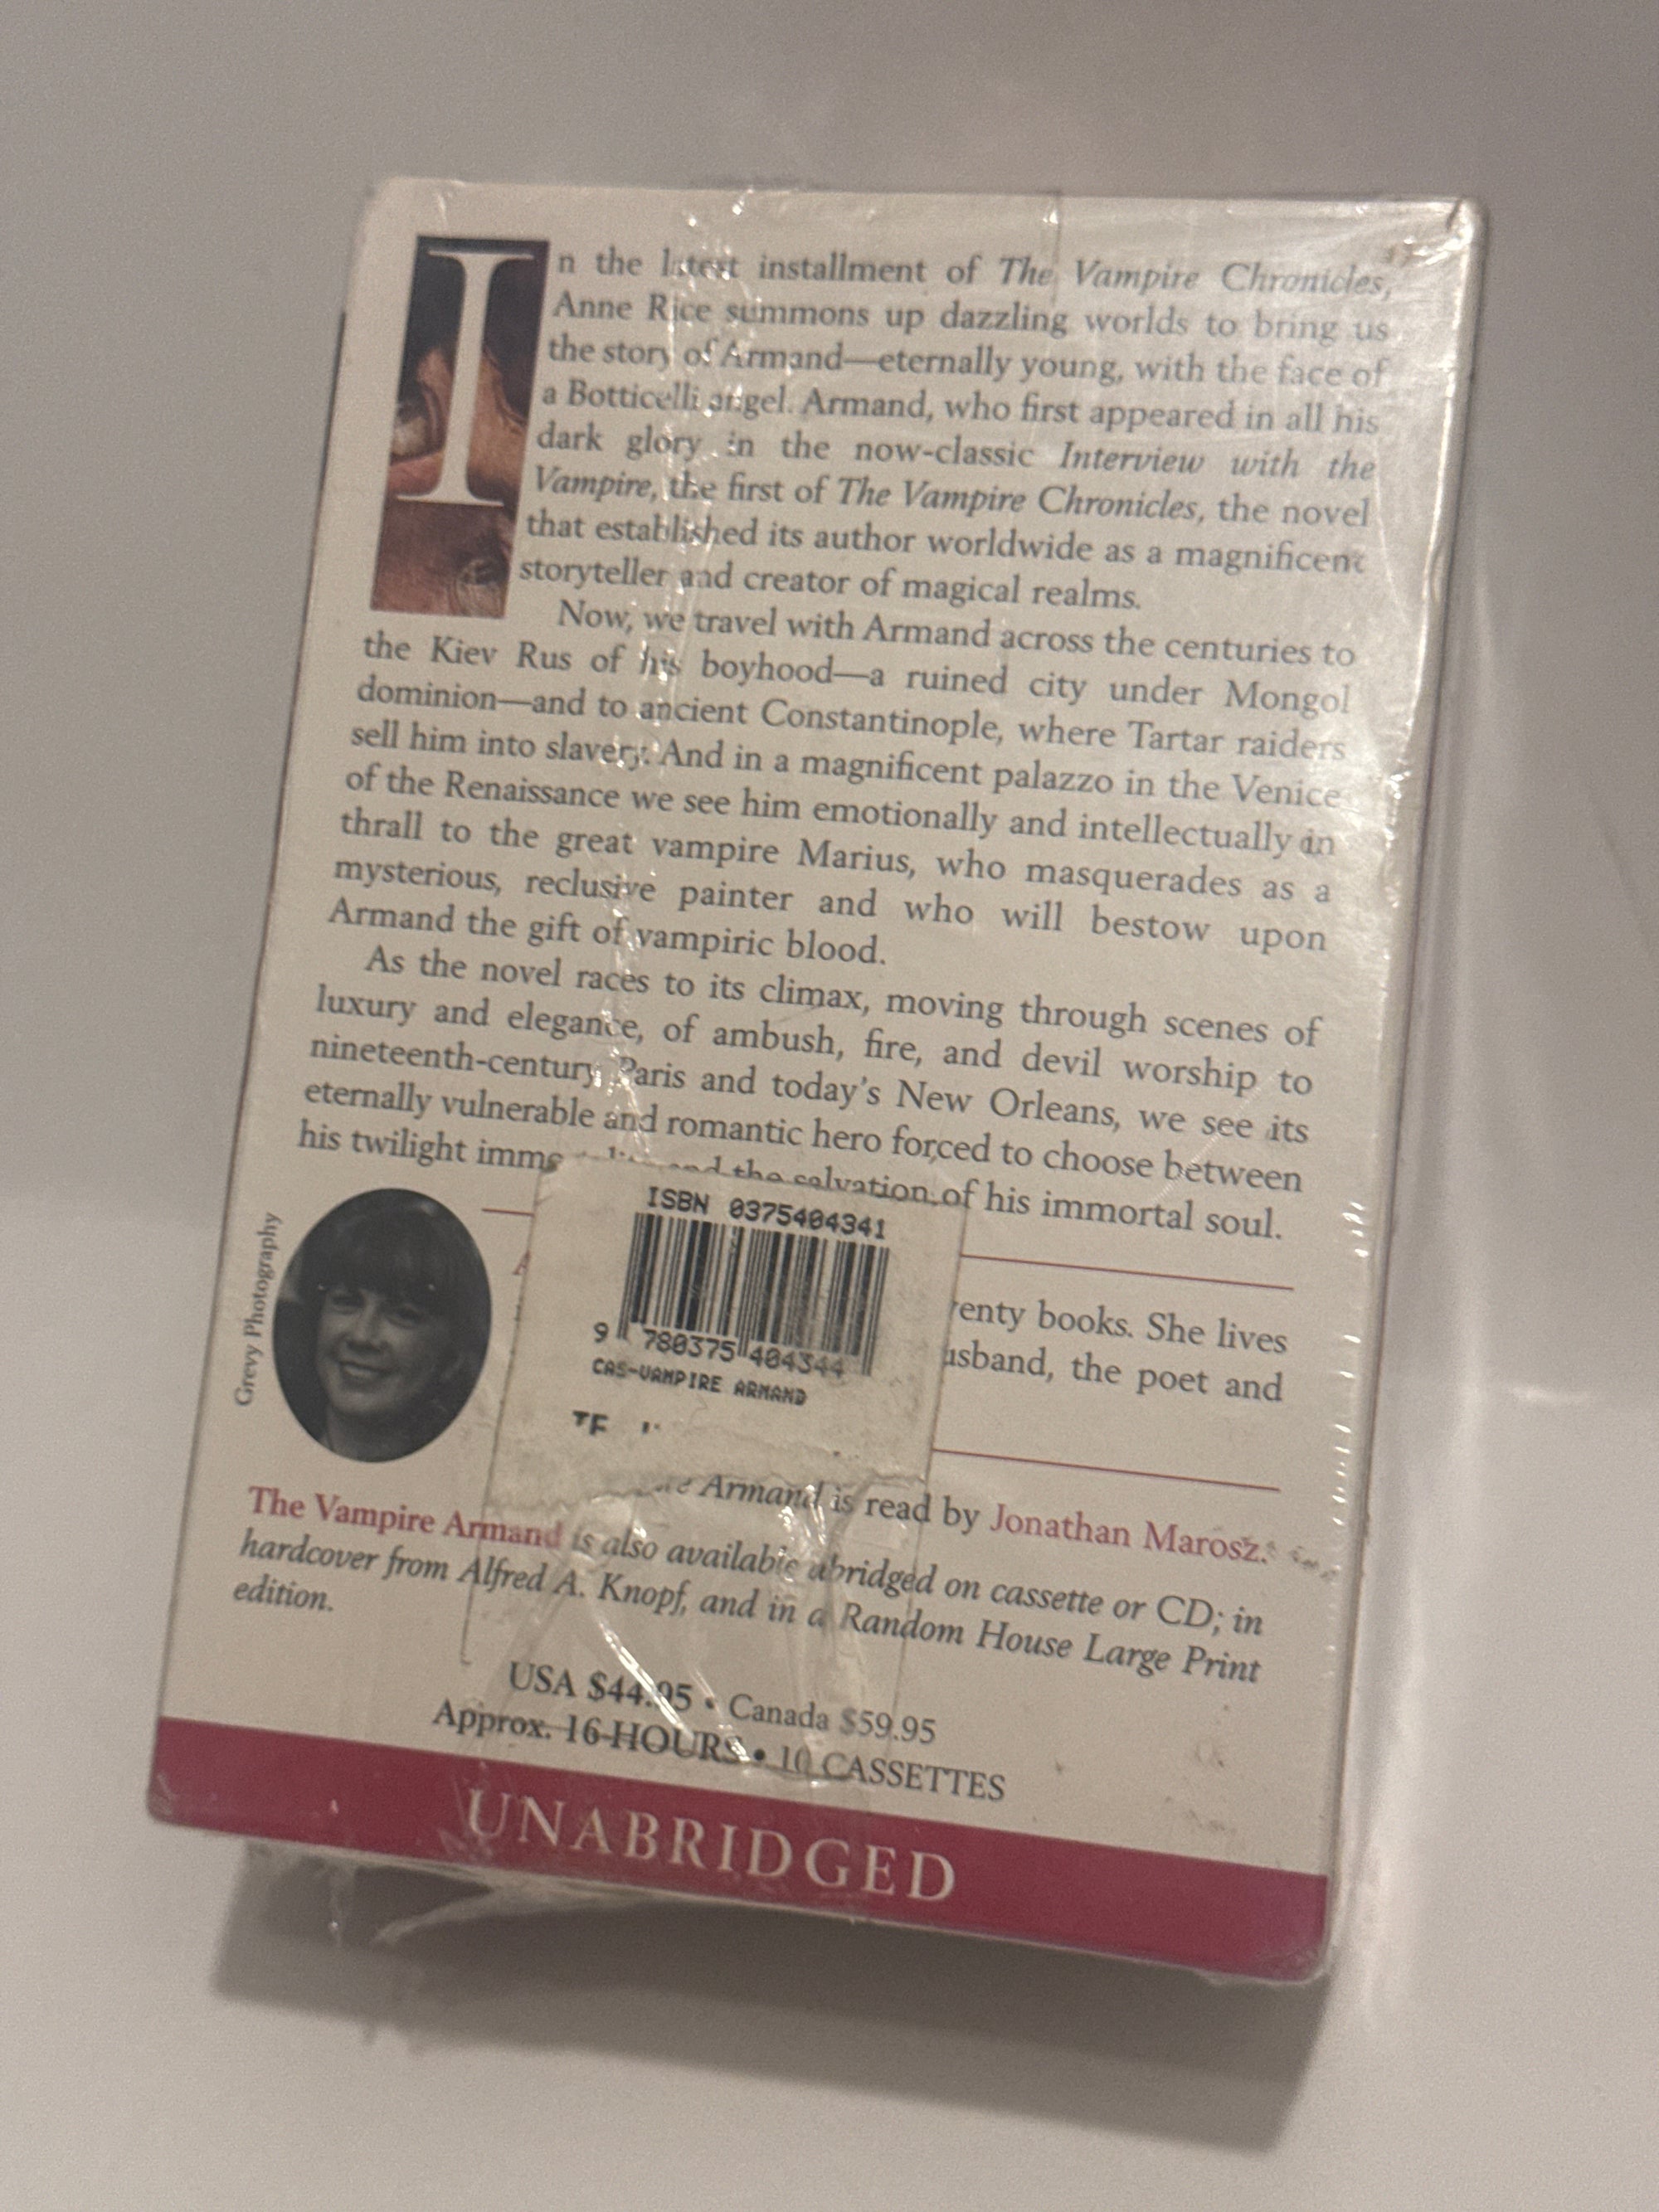 In the latest installment of The Vampire Chronicles,
Anne Rice summons up dazzling worlds to bring us
the story of Armand—eternally young, with the face of
a Botticelli angel. Armand, who first appeared in all his
dark glory in the now-classic Interview with the
Vampire, the first of The Vampire Chronicles, the novel
that established its author worldwide as a magnificent
storyteller and creator of magical realms.
Now, we travel with Armand across the centuries to
the Kiev Rus of his boyhood—a ruined city under Mongol
dominion—and to ancient Constantinople, where Tartar raiders
sell him into slavery. And in a magnificent palazzo in the Venice
of the Renaissance we see him emotionally and intellectually in
thrall to the great vampire Marius, who masquerades as a
mysterious, reclusive painter and who will bestow upon
Armand the gift of vampiric blood.
As the novel races to its climax, moving through scenes of
luxury and elegance, of ambush, fire, and devil worship to
nineteenth-century Paris and today's New Orleans, we see its
eternally vulnerable and romantic hero forced to choose between
his twilight and the salvation of his immortal soul.
Grevy Photography
ISBN 0375404341
9 780375 404344
CAS-VAMPIRE ARMAND
books. She lives
the poet and
Armand is read by Jonathan Marosz.
The Vampire Armand is also available abridged on cassette or CD; in
hardcover from Alfred A. Knopf, and in a Random House Large Print
edition.
USA $44.95 • Canada $59.95
Approx. 16 HOURS • 10 CASSETTES
UNABRIDGED